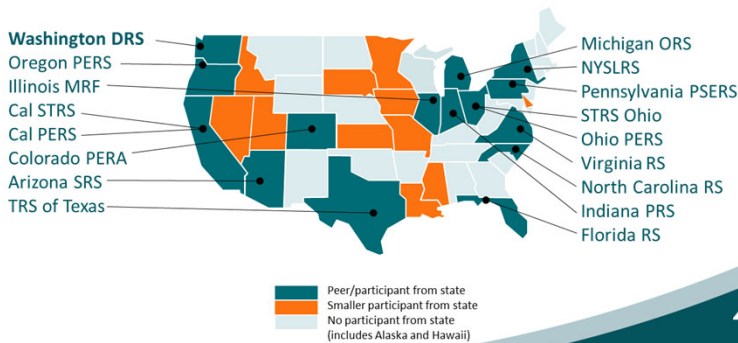 Washington DRS
Oregon PERS
Illinois MRF
Cal STRS
Cal PERS
Colorado PERA
Arizona SRS
TRS of Texas
Michigan ORS
NYSLRS
Pennsylvania PSERS
STRS Ohio
Ohio PERS
Virginia RS
North Carolina RS
Indiana PRS
Florida RS
Peer/participant from state
Smaller participant from state
No participant from state
(includes Alaska and Hawaii)